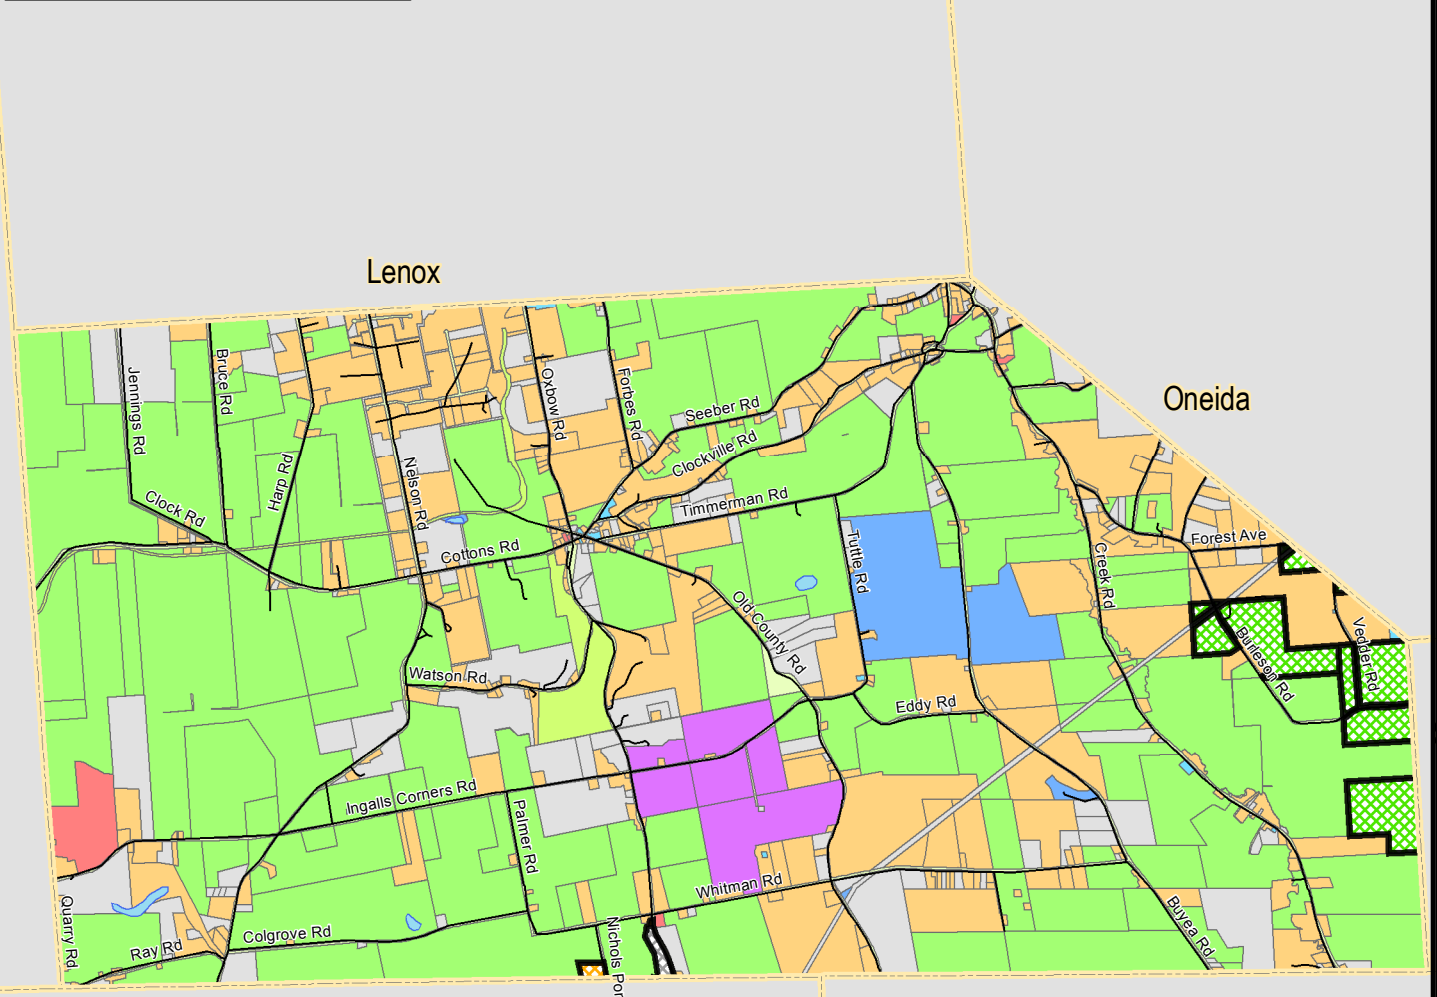 Lenox
Oneida
Jennings Rd
Bruce Rd
Harp Rd
Clock Rd
Nelson Rd
Oxbow Rd
Forbes Rd
Seeber Rd
Clockville Rd
Timmerman Rd
Cottons Rd
Tuttle Rd
Old County Rd
Creek Rd
Forest Ave
Burleson Rd
Vedder Rd
Watson Rd
Eddy Rd
Ingalls Corners Rd
Palmer Rd
Whitman Rd
Quarry Rd
Ray Rd
Colgrove Rd
Nichols Pon
Buyea Rd